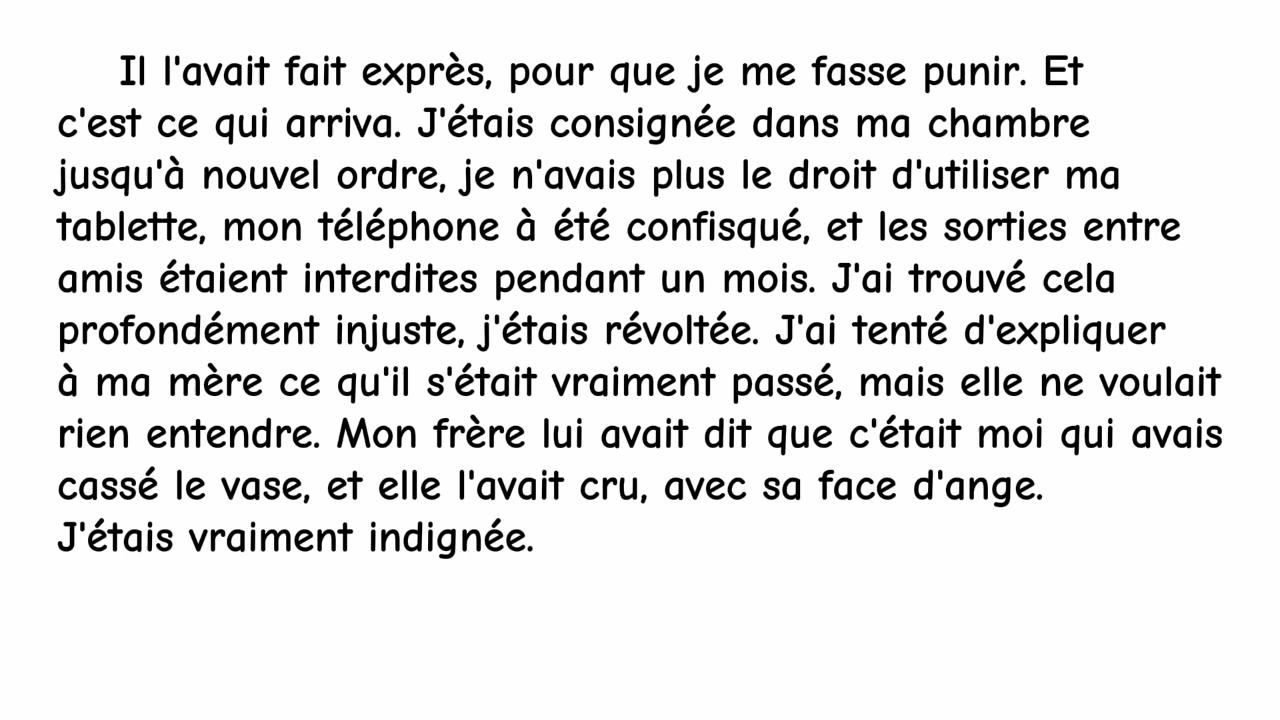 Il l'avait fait exprès, pour que je me fasse punir. Et
c'est ce qui arriva. J'étais consignée dans ma chambre
jusqu'à nouvel ordre, je n'avais plus le droit d'utiliser ma
tablette, mon téléphone à été confisqué, et les sorties entre
amis étaient interdites pendant un mois. J'ai trouvé cela
profondément injuste, j'étais révoltée. J'ai tenté d'expliquer
à ma mère ce qu'il s'était vraiment passé, mais elle ne voulait
rien entendre. Mon frère lui avait dit que c'était moi qui avais
cassé le vase, et elle l'avait cru, avec sa face d'ange.
J'étais vraiment indignée.